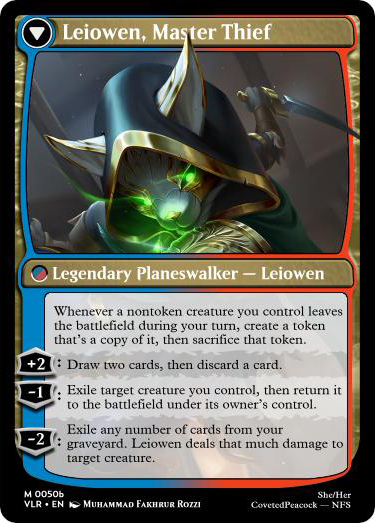 Leiowen, Master Thief
Legendary Planeswalker — Leiowen
Whenever a nontoken creature you control leaves
the battlefield during your turn, create a token
that's a copy of it, then sacrifice that token.
+2: Draw two cards, then discard a card.
−1: Exile target creature you control, then return it
to the battlefield under its owner's control.
−2: Exile any number of cards from your
graveyard. Leiowen deals that much damage to
target creature.
M 0050b
She/Her
VLR • EN Muhammad Fakhrur Rozzi
CovetedPeacock — NFS